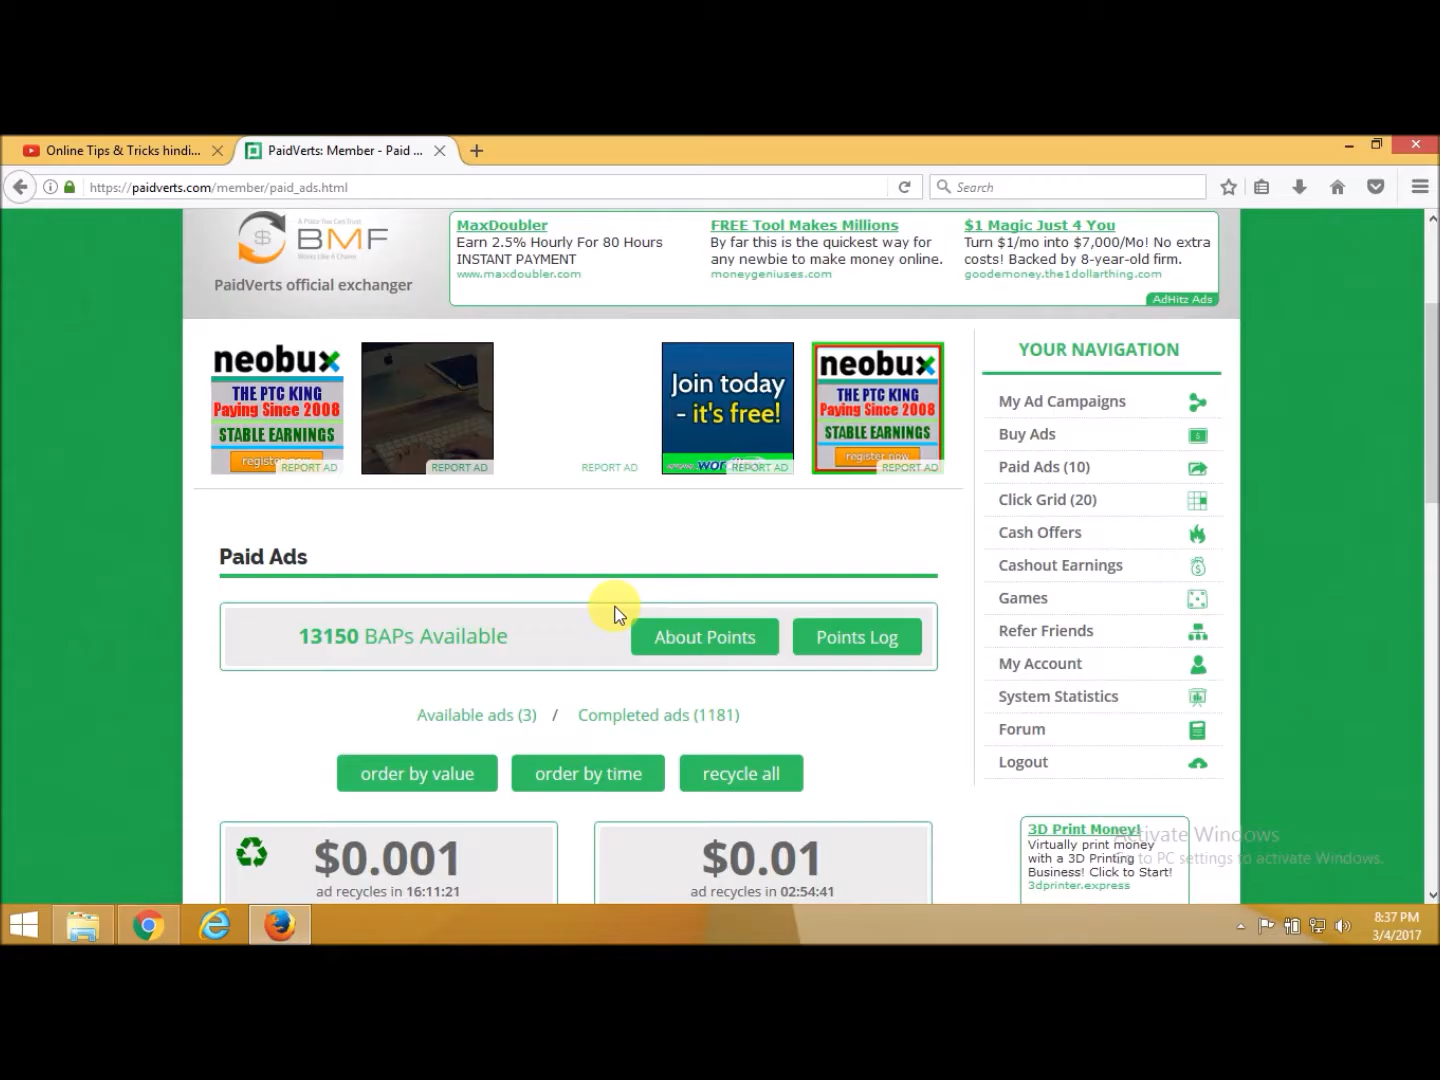 Online Tips & Tricks hindi...
PaidVerts: Member - Paid ...
https://paidverts.com/member/paid_ads.html
Search
A Place You Can Trust
BMF
Works Like A Charm
PaidVerts official exchanger
MaxDoubler
Earn 2.5% Hourly For 80 Hours
INSTANT PAYMENT
www.maxdoubler.com
FREE Tool Makes Millions
By far this is the quickest way for
any newbie to make money online.
moneygeniuses.com
$1 Magic Just 4 You
Turn $1/mo into $7,000/Mo! No extra
costs! Backed by 8-year-old firm.
goodemoney.the1dollarthing.com
AdHitz Ads
neobux
THE PTC KING
Paying Since 2008
STABLE EARNINGS
register now
REPORT AD
REPORT AD
REPORT AD
Join today
- it's free!
REPORT AD
neobux
THE PTC KING
Paying Since 2008
STABLE EARNINGS
register now
REPORT AD
YOUR NAVIGATION
My Ad Campaigns
Buy Ads
Paid Ads (10)
Click Grid (20)
Cash Offers
Cashout Earnings
Games
Refer Friends
My Account
System Statistics
Forum
Logout
Paid Ads
13150 BAPs Available
About Points
Points Log
Available ads (3) / Completed ads (1181)
order by value
order by time
recycle all
$0.001
ad recycles in 16:11:21
$0.01
ad recycles in 02:54:41
3D Print Money!
Virtually print money
with a 3D Printing
Business! Click to Start!
3dprinter.express
Activate Windows
Go to PC settings to activate Windows.
8:37 PM
3/4/2017